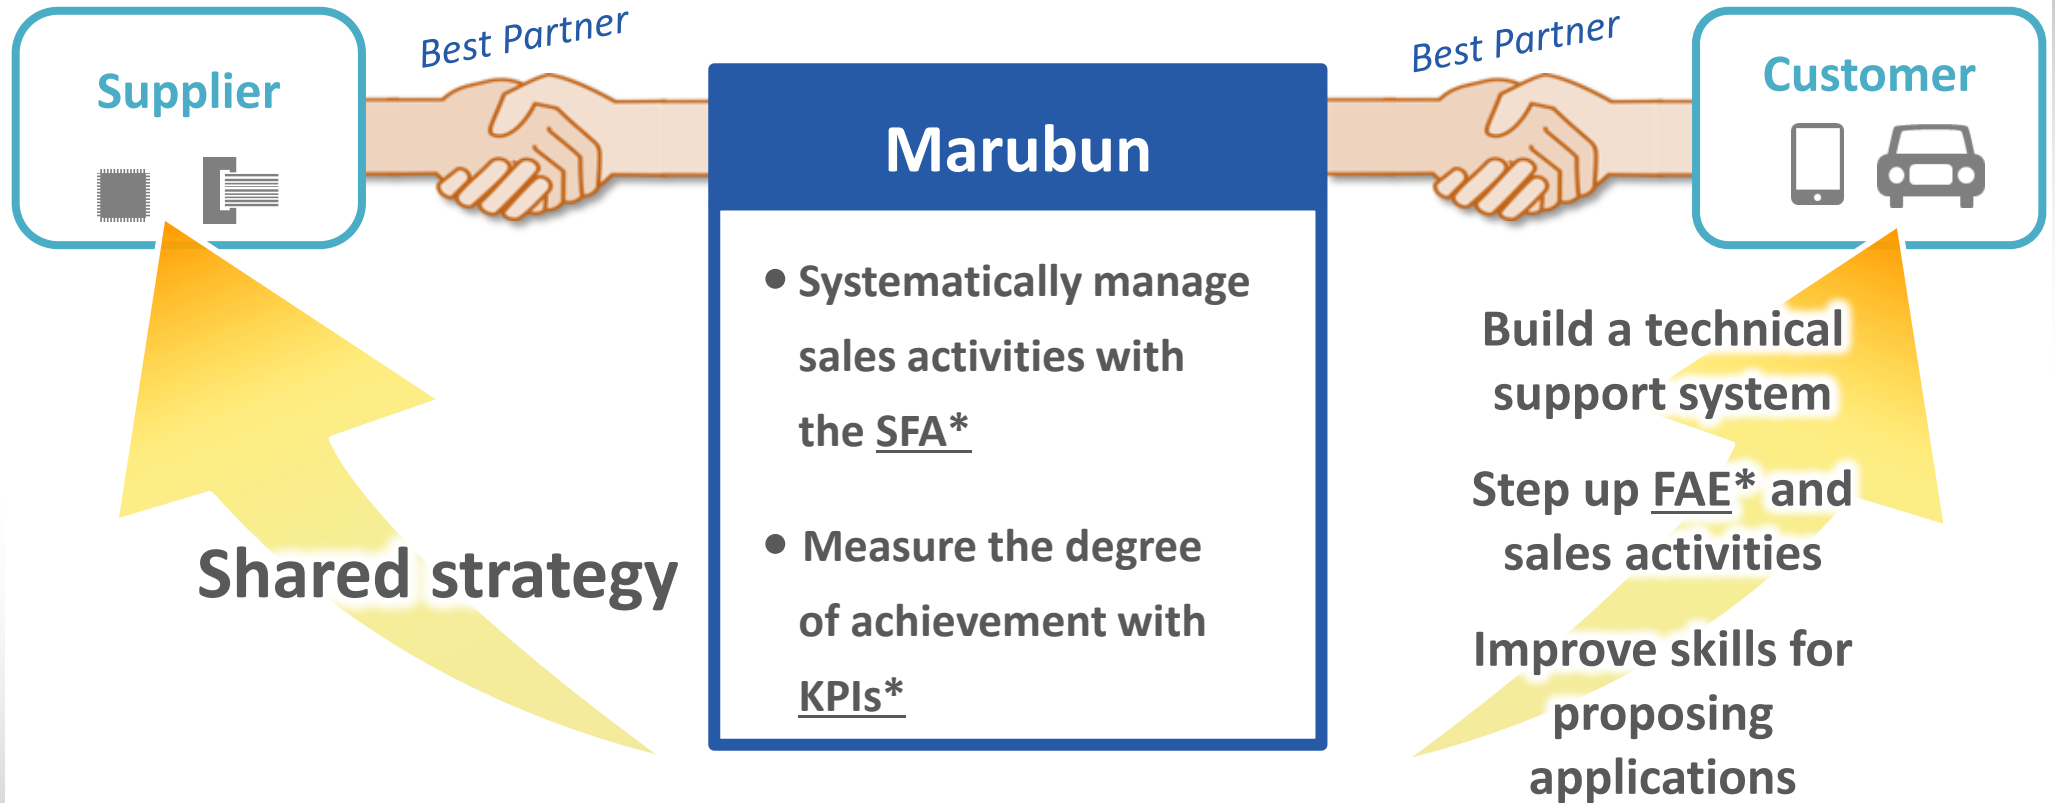 Best Partner
Best Partner
Supplier
Customer
Marubun
● Systematically manage
sales activities with
the SFA*
● Measure the degree
of achievement with
KPIs*
Shared strategy
Build a technical
support system
Step up FAE* and
sales activities
Improve skills for
proposing
applications